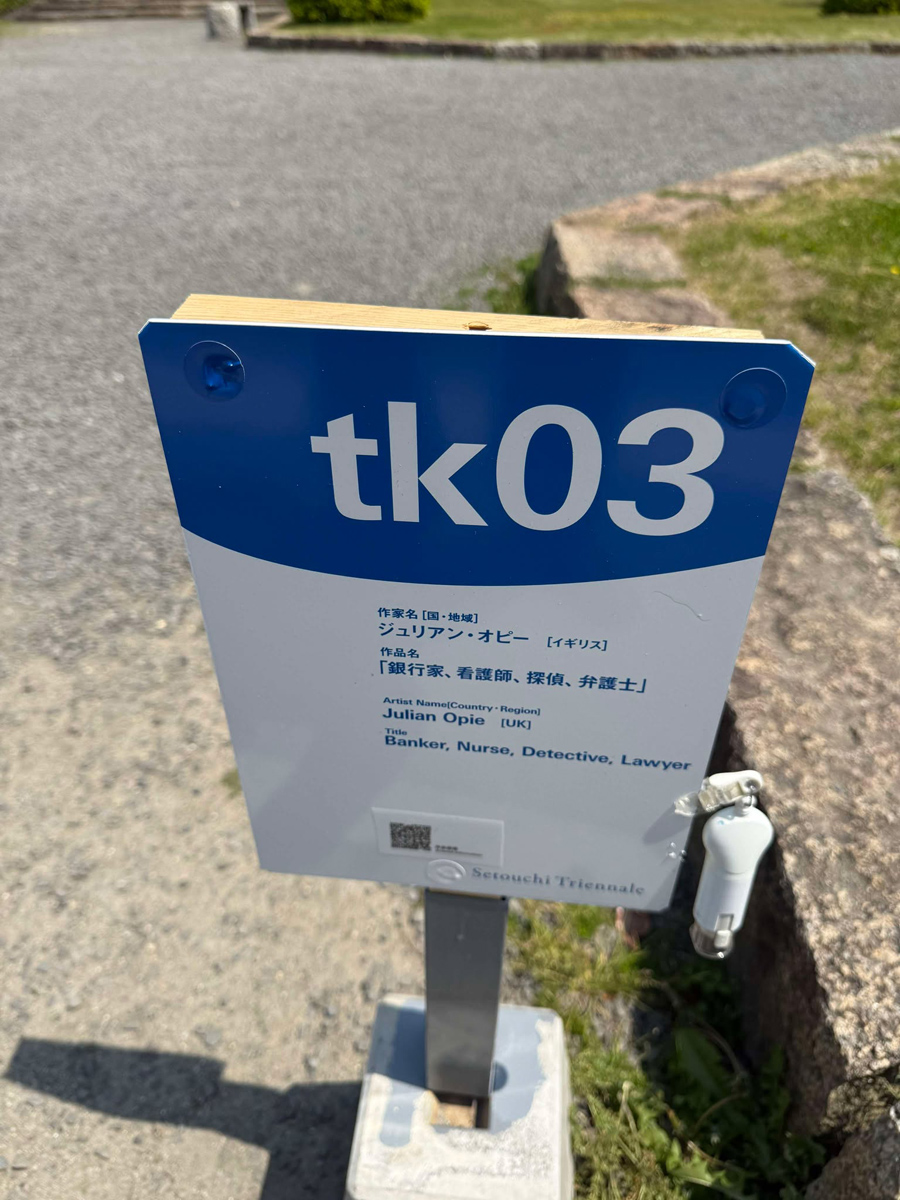 tk03
作家名 [国・地域]
ジュリアン・オピー [イギリス]
作品名
「銀行家、看護師、探偵、弁護士」
Artist Name[Country・Region]
Julian Opie [UK]
Title
Banker, Nurse, Detective, Lawyer
Setouchi Triennale